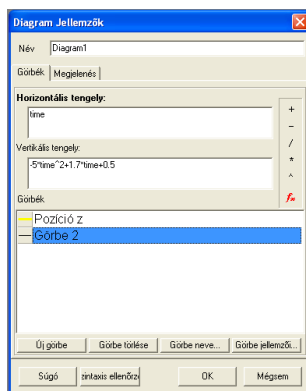 Diagram Jellemzők
Név Diagram1
Görbék Megjelenés
Horizontális tengely:
time
+
-
/
*
^
Vertikális tengely:
-5*time^2+1.7*time+0.5
Görbék
Pozíció z
Görbe 2
Új görbe Görbe törlése Görbe neve... Görbe jellemzői...
Súgó zintaxis ellenőrzé OK Mégsem